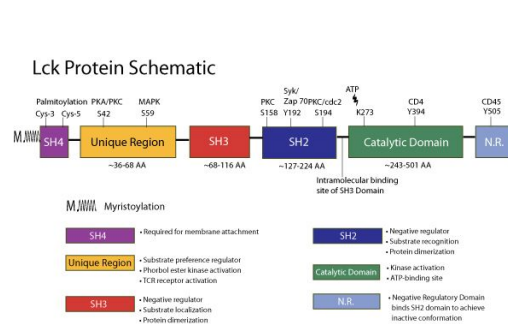 Lck Protein Schematic
Palmitoylation PKA/PKC MAPK PKC Syk/ Zap 70 PKC/cdc2 ATP CD4 CD45
Cys-3 Cys-5 S42 S59 S158 Y192 S194 K273 Y394 Y505
M SH4 Unique Region SH3 SH2 Catalytic Domain N.R.
~36-68 AA ~68-116 AA ~127-224 AA ~243-501 AA
Intramolecular binding
site of SH3 Domain
M Myristoylation
SH4
• Required for membrane attachment
Unique Region
• Substrate preference regulator
• Phorbol ester kinase activation
• TCR receptor activation
SH3
• Negative regulator
• Substrate localization
• Protein dimerization
SH2
• Negative regulator
• Substrate recognition
• Protein dimerization
Catalytic Domain
• Kinase activation
• ATP-binding site
N.R.
• Negative Regulatory Domain
binds SH2 domain to achieve
inactive conformation